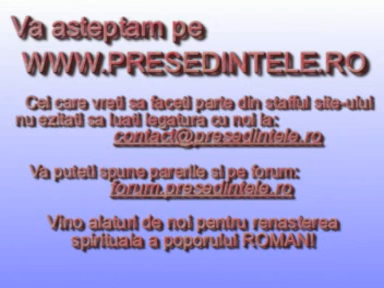 Va asteptam pe
WWW.PRESEDINTELE.RO
Cei care vreti sa faceti parte din stafful site-ului
nu ezitati sa luati legatura cu noi la:
contact@presedintele.ro
Va puteti spune parerile si pe forum:
forum.presedintele.ro
Vino alaturi de noi pentru renasterea
spirituala a poporului ROMAN!